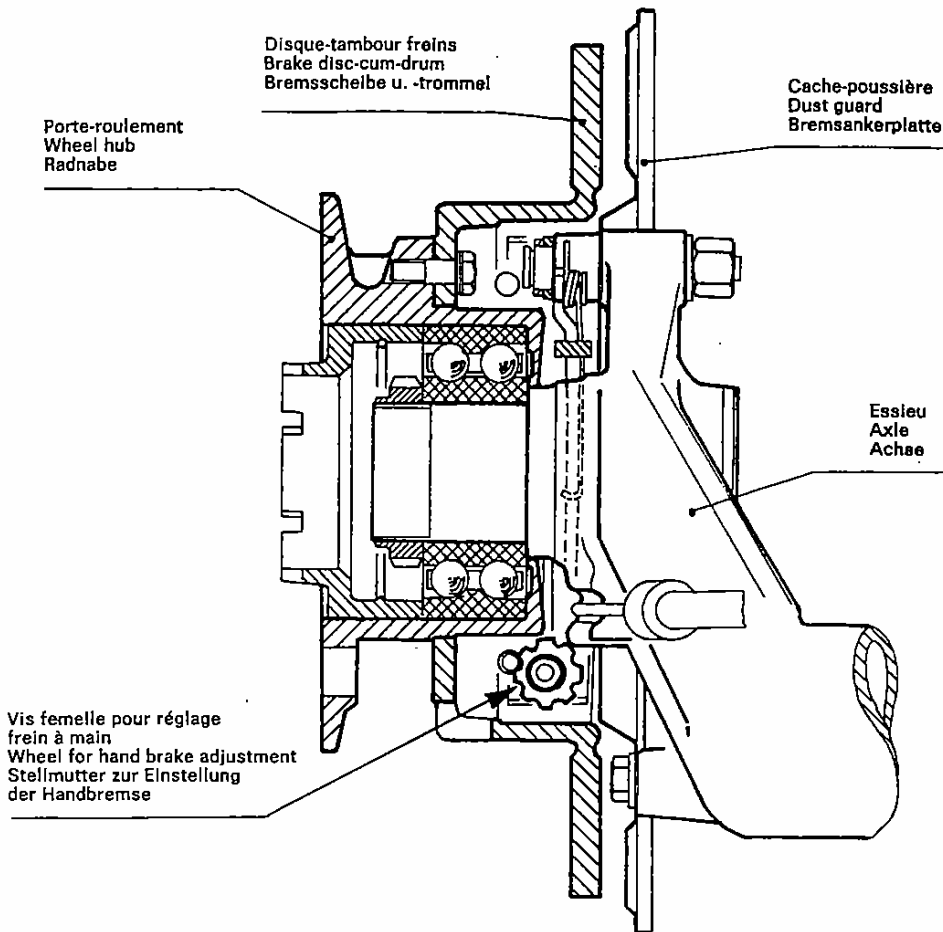 Disque-tambour freins
Brake disc-cum-drum
Bremsscheibe u. -trommel
Cache-poussière
Dust guard
Bremsankerplatte
Porte-roulement
Wheel hub
Radnabe
Essieu
Axle
Achse
Vis femelle pour réglage
frein à main
Wheel for hand brake adjustment
Stellmutter zur Einstellung
der Handbremse